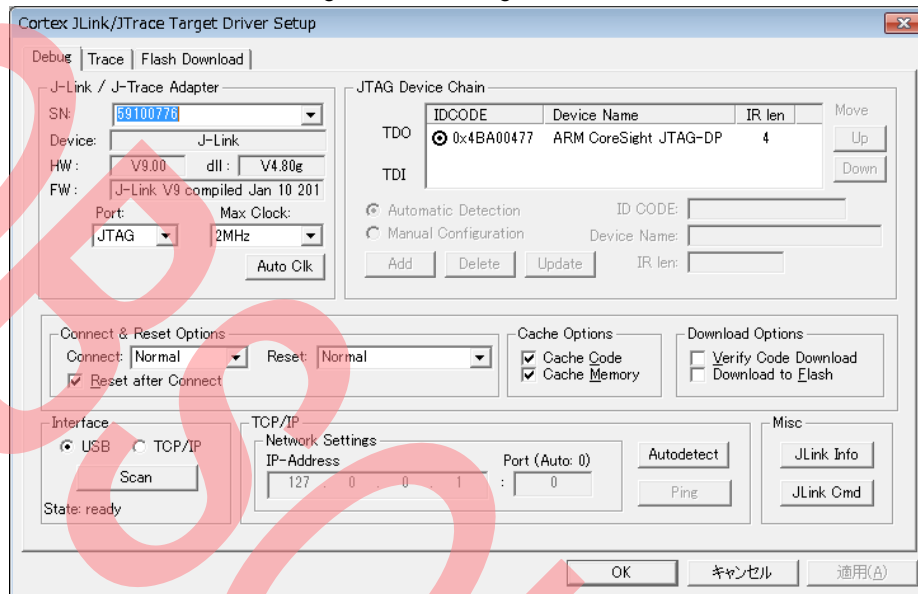 Cortex JLink/JTrace Target Driver Setup
Debug Trace Flash Download
J-Link / J-Trace Adapter
SN: 59100776
Device: J-Link
HW : V9.00 dll : V4.80g
FW : J-Link V9 compiled Jan 10 201
Port: Max Clock:
JTAG 2MHz
Auto Clk
JTAG Device Chain
IDCODE Device Name IR len Move
TDO 0x4BA00477 ARM CoreSight JTAG-DP 4 Up
TDI Down
Automatic Detection ID CODE:
Manual Configuration Device Name:
Add Delete Update IR len:
Connect & Reset Options
Connect: Normal Reset: Normal
Reset after Connect
Cache Options
Cache Code
Cache Memory
Download Options
Verify Code Download
Download to Flash
Interface
USB TCP/IP
Scan
State: ready
TCP/IP
Network Settings
IP-Address Port (Auto: 0)
127 . 0 . 0 . 1 : 0
Autodetect
Ping
Misc
JLink Info
JLink Cmd
OK キャンセル 適用(A)